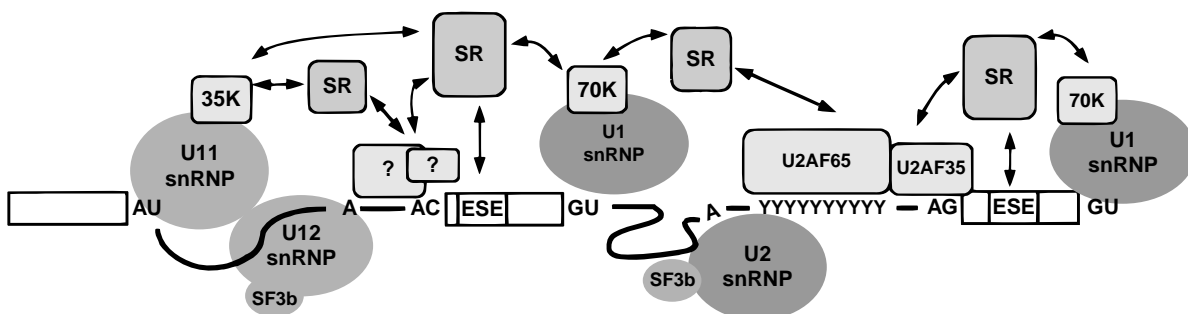 SR
SR
SR
35K
SR
70K
70K
U11
snRNP
U1
snRNP
U1
snRNP
?
?
U2AF65
U2AF35
AU
A
AC
ESE
GU
A
YYYYYYYYYY
AG
ESE
GU
U12
snRNP
U2
snRNP
SF3b
SF3b